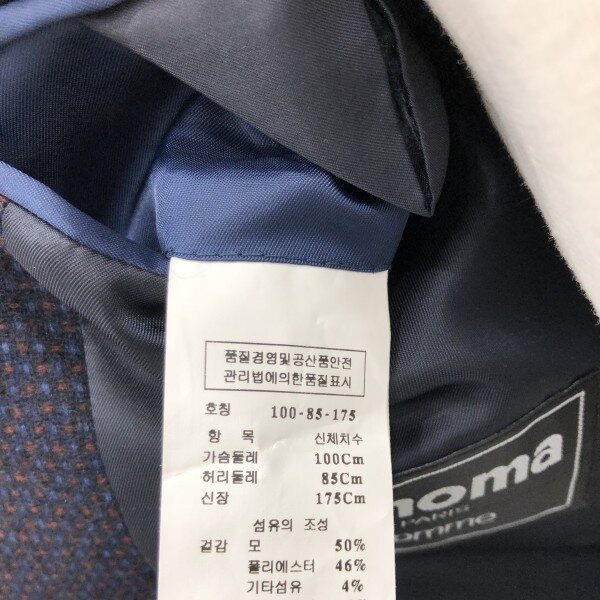 품질경영및공산품안전
관리법에의한품질표시
호칭 100-85-175
항 목 신체치수
가슴둘레 100Cm
허리둘레 85Cm
신장 175Cm
섬유의 조성
겉감 모 50%
폴리에스터 46%
기타섬유 4%
noma
PARIS
omme